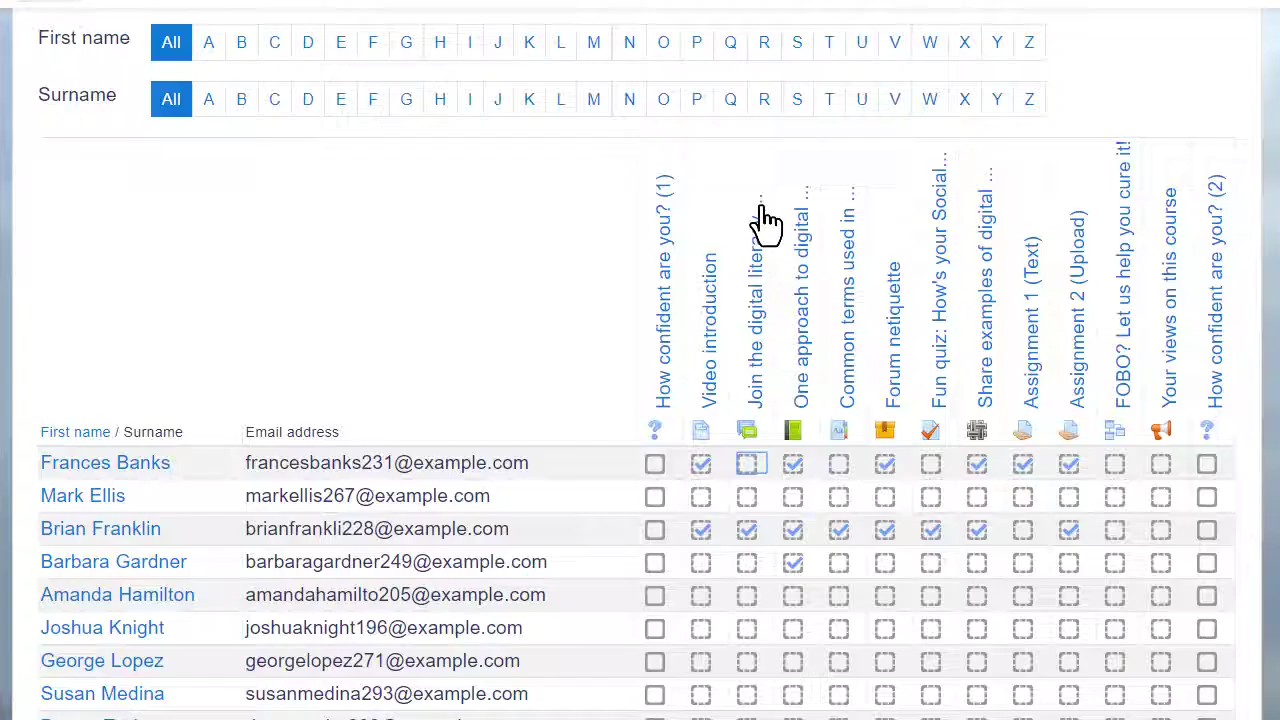 First name All A B C D E F G H I J K L M N O P Q R S T U V W X Y Z
Surname All A B C D E F G H I J K L M N O P Q R S T U V W X Y Z
How confident are you? (1)
Video introduction
Join the digital ...
One approach to digital ...
Common terms used in ...
Forum netiquette
Fun quiz: How's your Social...
Share examples of digital ...
Assignment 1 (Text)
Assignment 2 (Upload)
FOBO? Let us help you cure it!
Your views on this course
How confident are you? (2)
First name / Surname Email address
Frances Banks francesbanks231@example.com
Mark Ellis markellis267@example.com
Brian Franklin brianfrankli228@example.com
Barbara Gardner barbaragardner249@example.com
Amanda Hamilton amandahamilto205@example.com
Joshua Knight joshuaknight196@example.com
George Lopez georgelopez271@example.com
Susan Medina susanmedina293@example.com